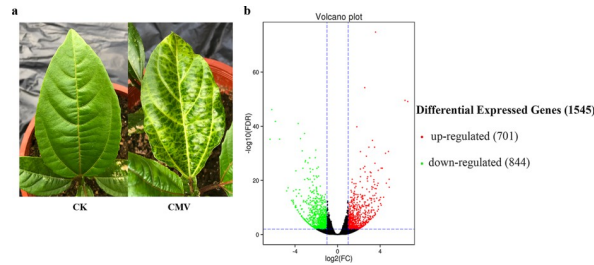 a
b
CK
CMV
Volcano plot
-log10(FDR)
60
40
20
0
-4
0
4
log2(FC)
Differential Expressed Genes (1545)
up-regulated (701)
down-regulated (844)